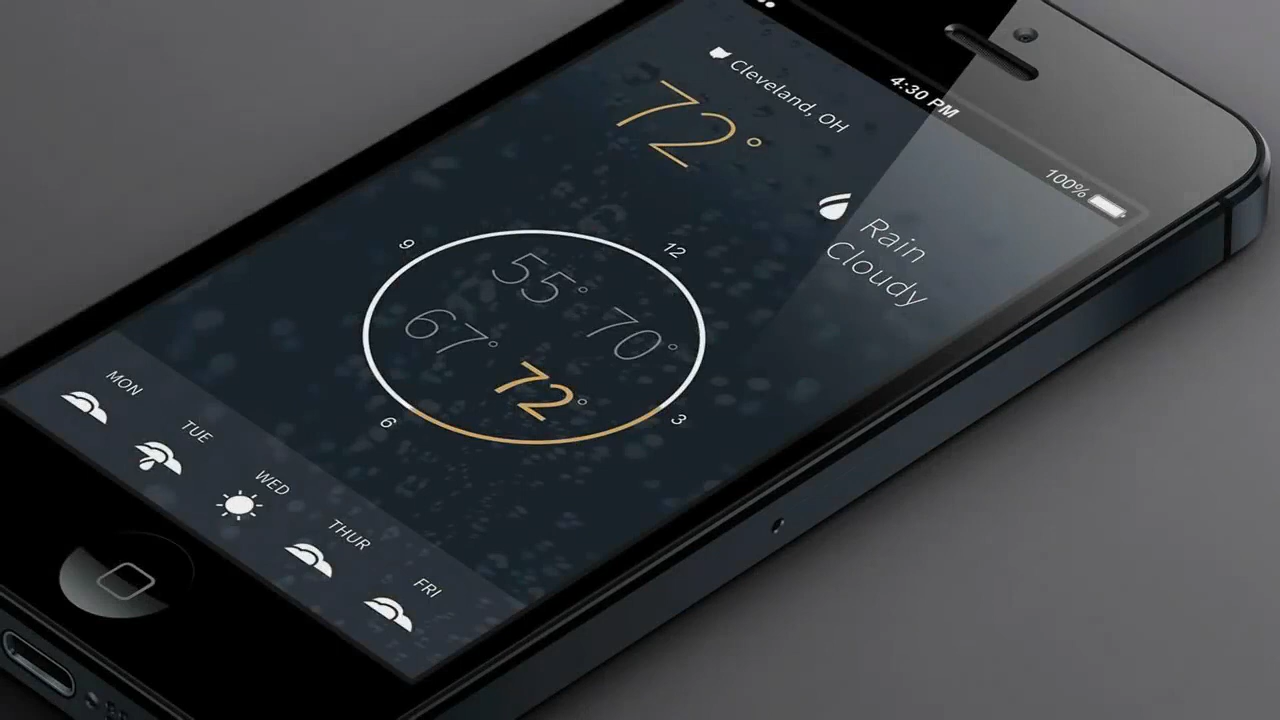 4:30 PM
100%
Cleveland, OH
72°
Rain
Cloudy
9
12
55°
70°
67°
72°
6
3
MON
TUE
WED
THUR
FRI